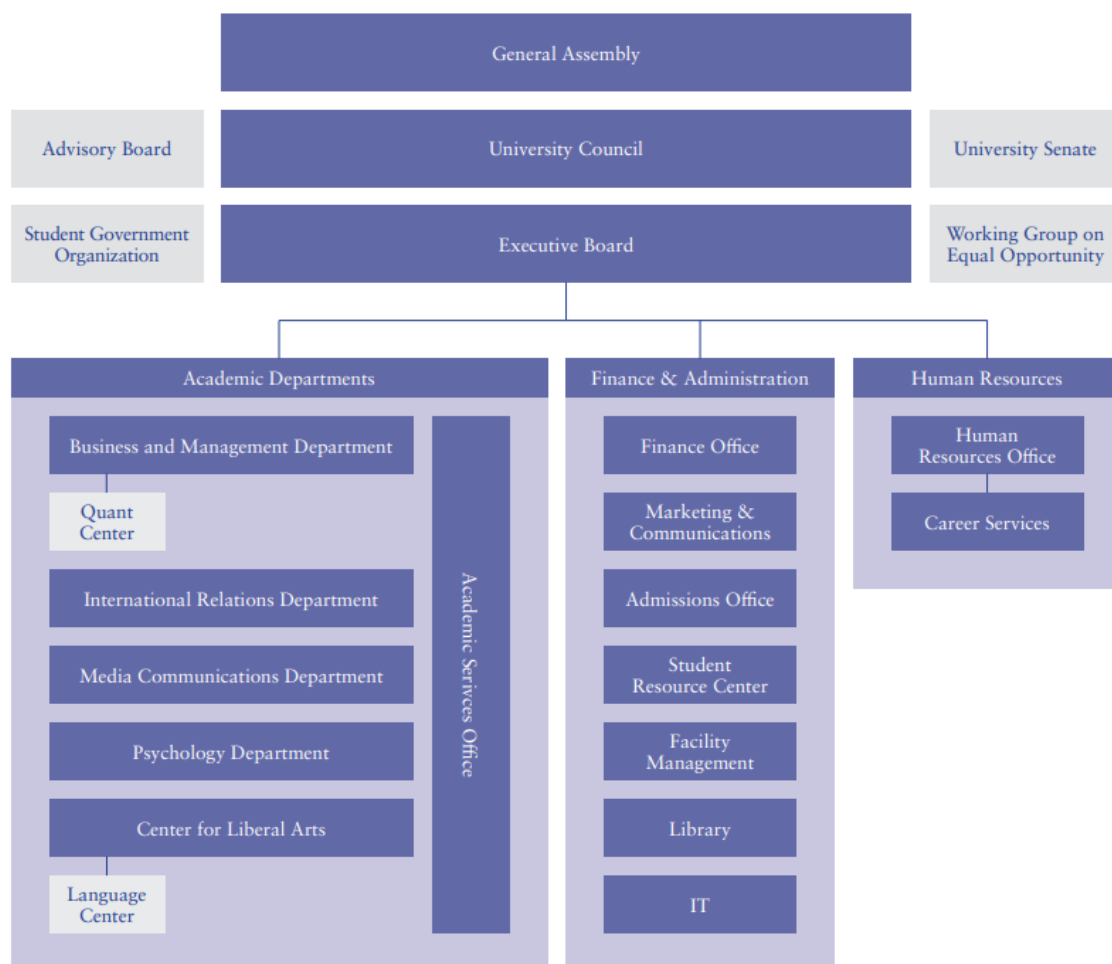 General Assembly
Advisory Board
University Council
University Senate
Student Government
Organization
Executive Board
Working Group on
Equal Opportunity
Academic Departments
Business and Management Department
Quant
Center
International Relations Department
Media Communications Department
Psychology Department
Center for Liberal Arts
Language
Center
Academic Serivces Office
Finance & Administration
Finance Office
Marketing &
Communications
Admissions Office
Student
Resource Center
Facility
Management
Library
IT
Human Resources
Human
Resources Office
Career Services